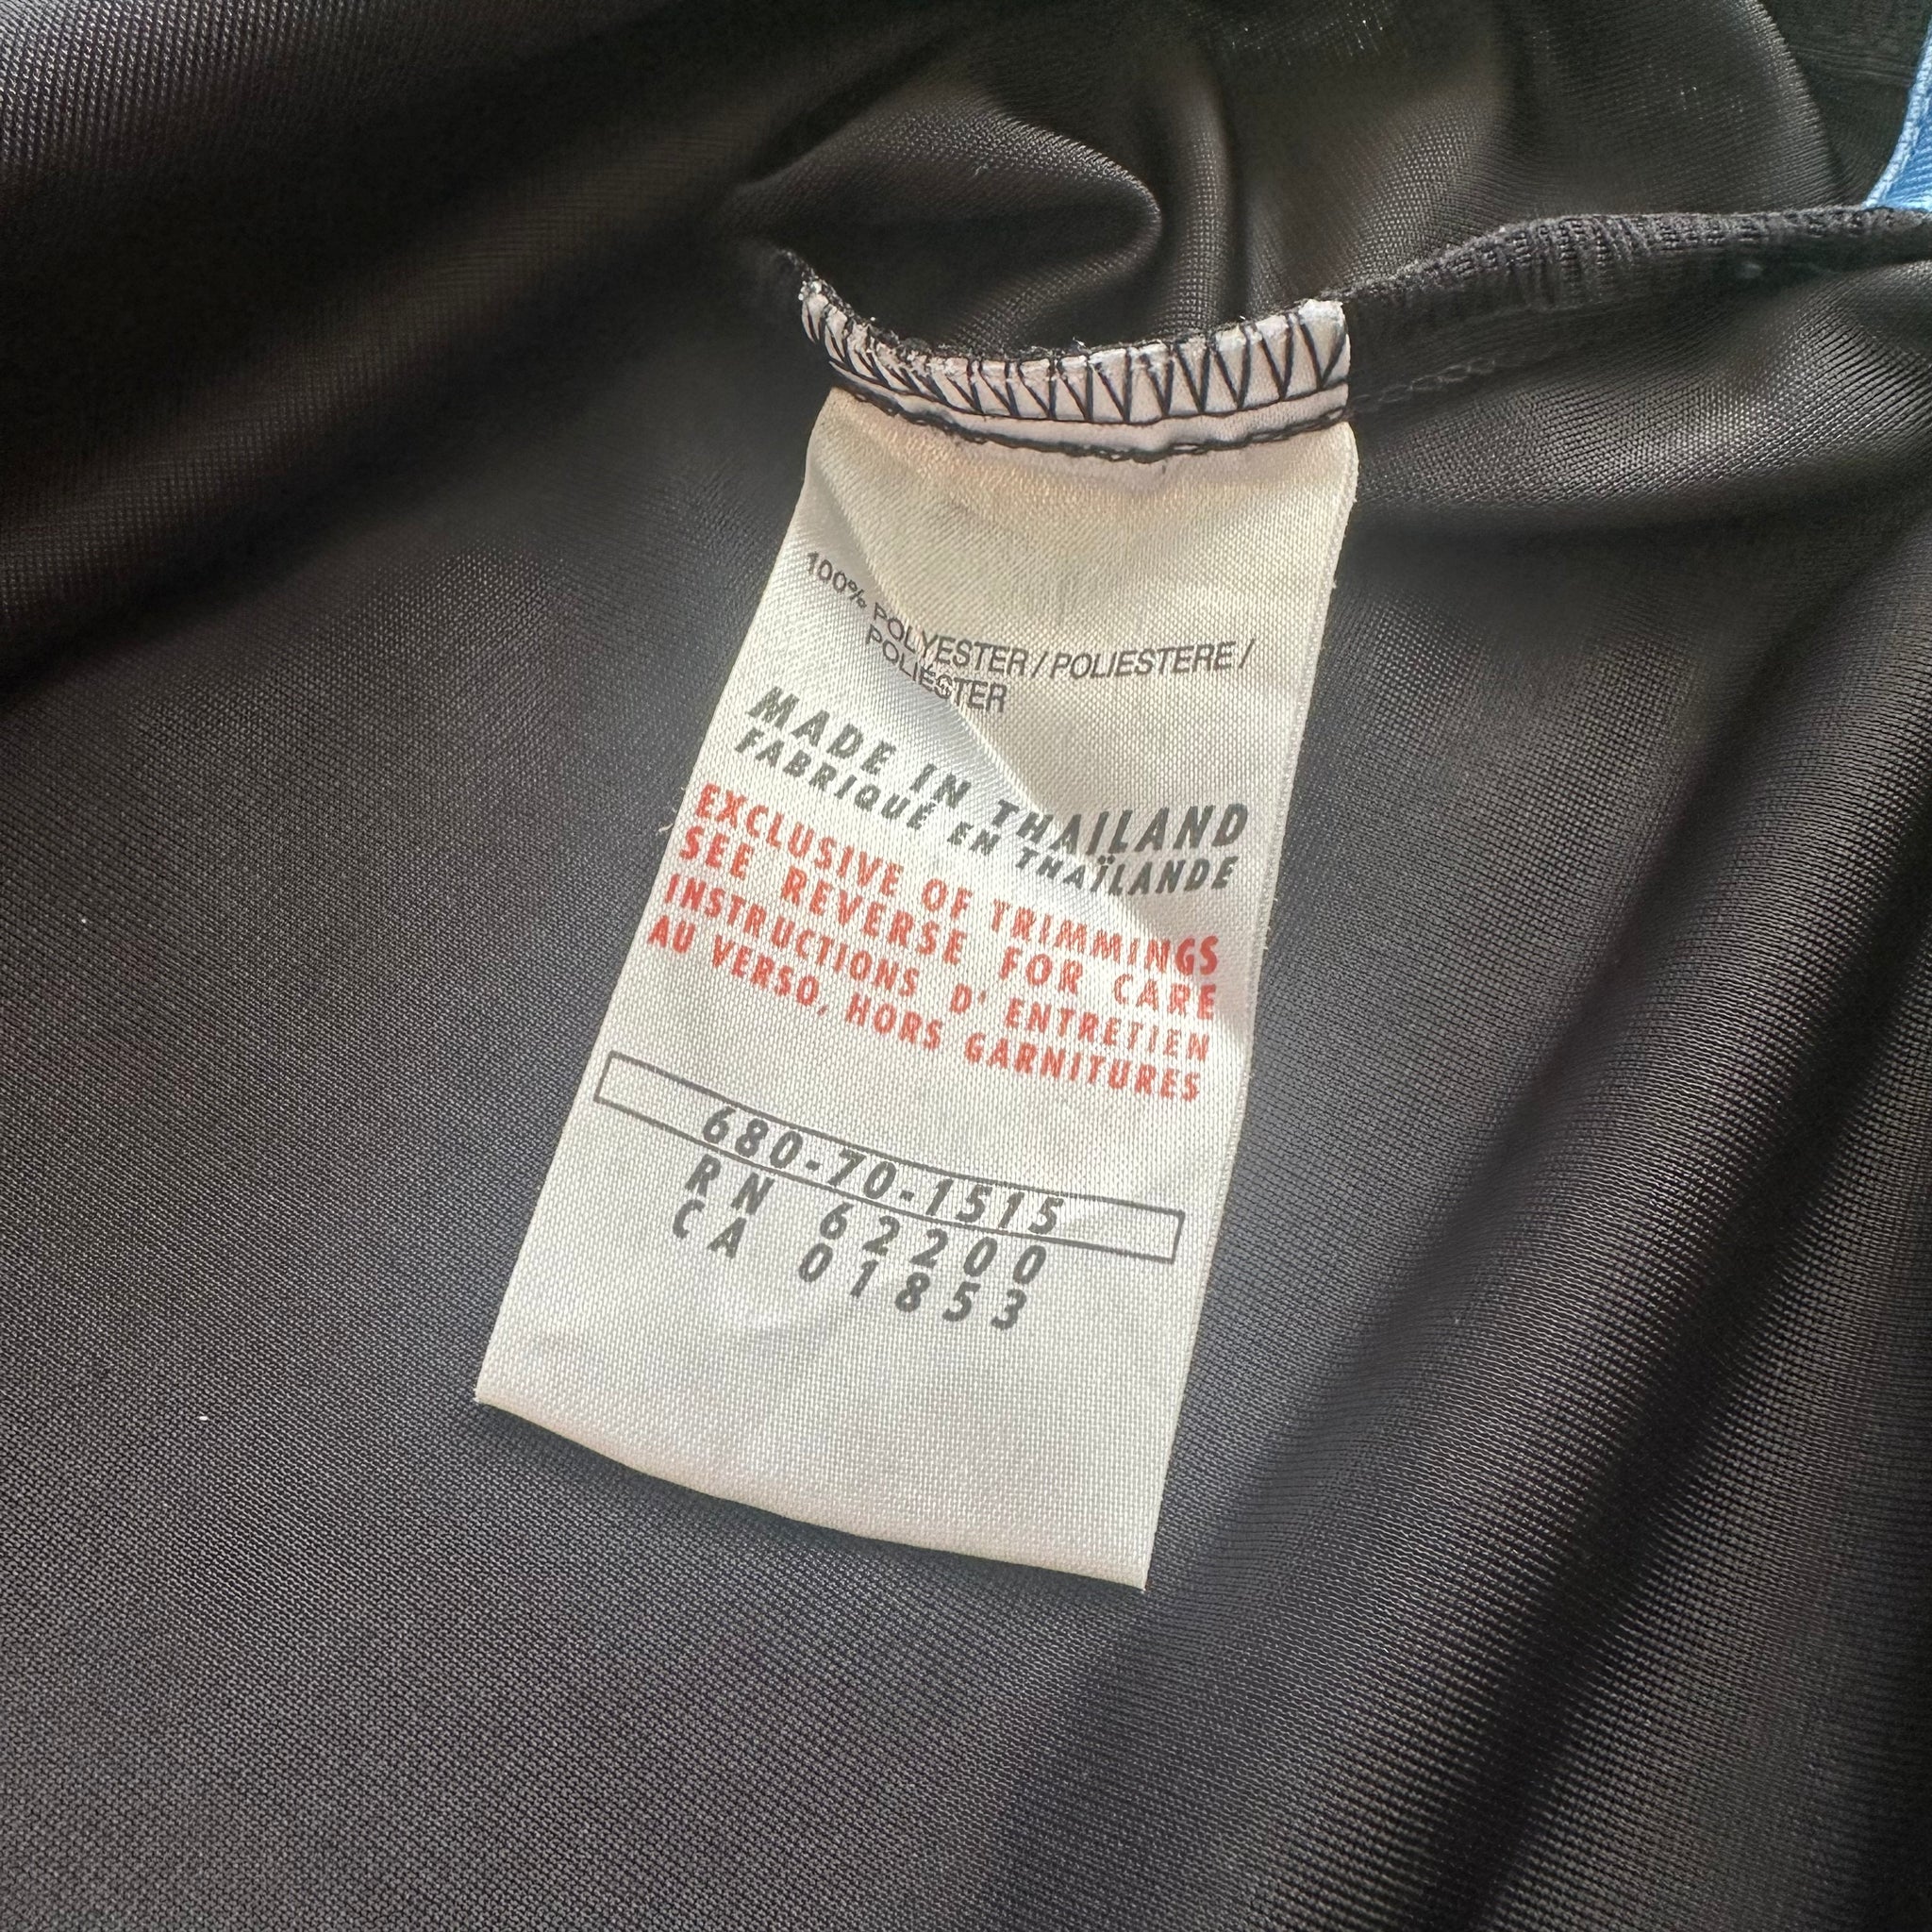 100% POLYESTER / POLIESTERE /
POLIESTER
MADE IN THAILAND
FABRIQUÉ EN THAÏLANDE
EXCLUSIVE OF TRIMMINGS
SEE REVERSE FOR CARE
INSTRUCTIONS D' ENTRETIEN
AU VERSO, HORS GARNITURES
680-70-1515
RN 62200
CA 01853